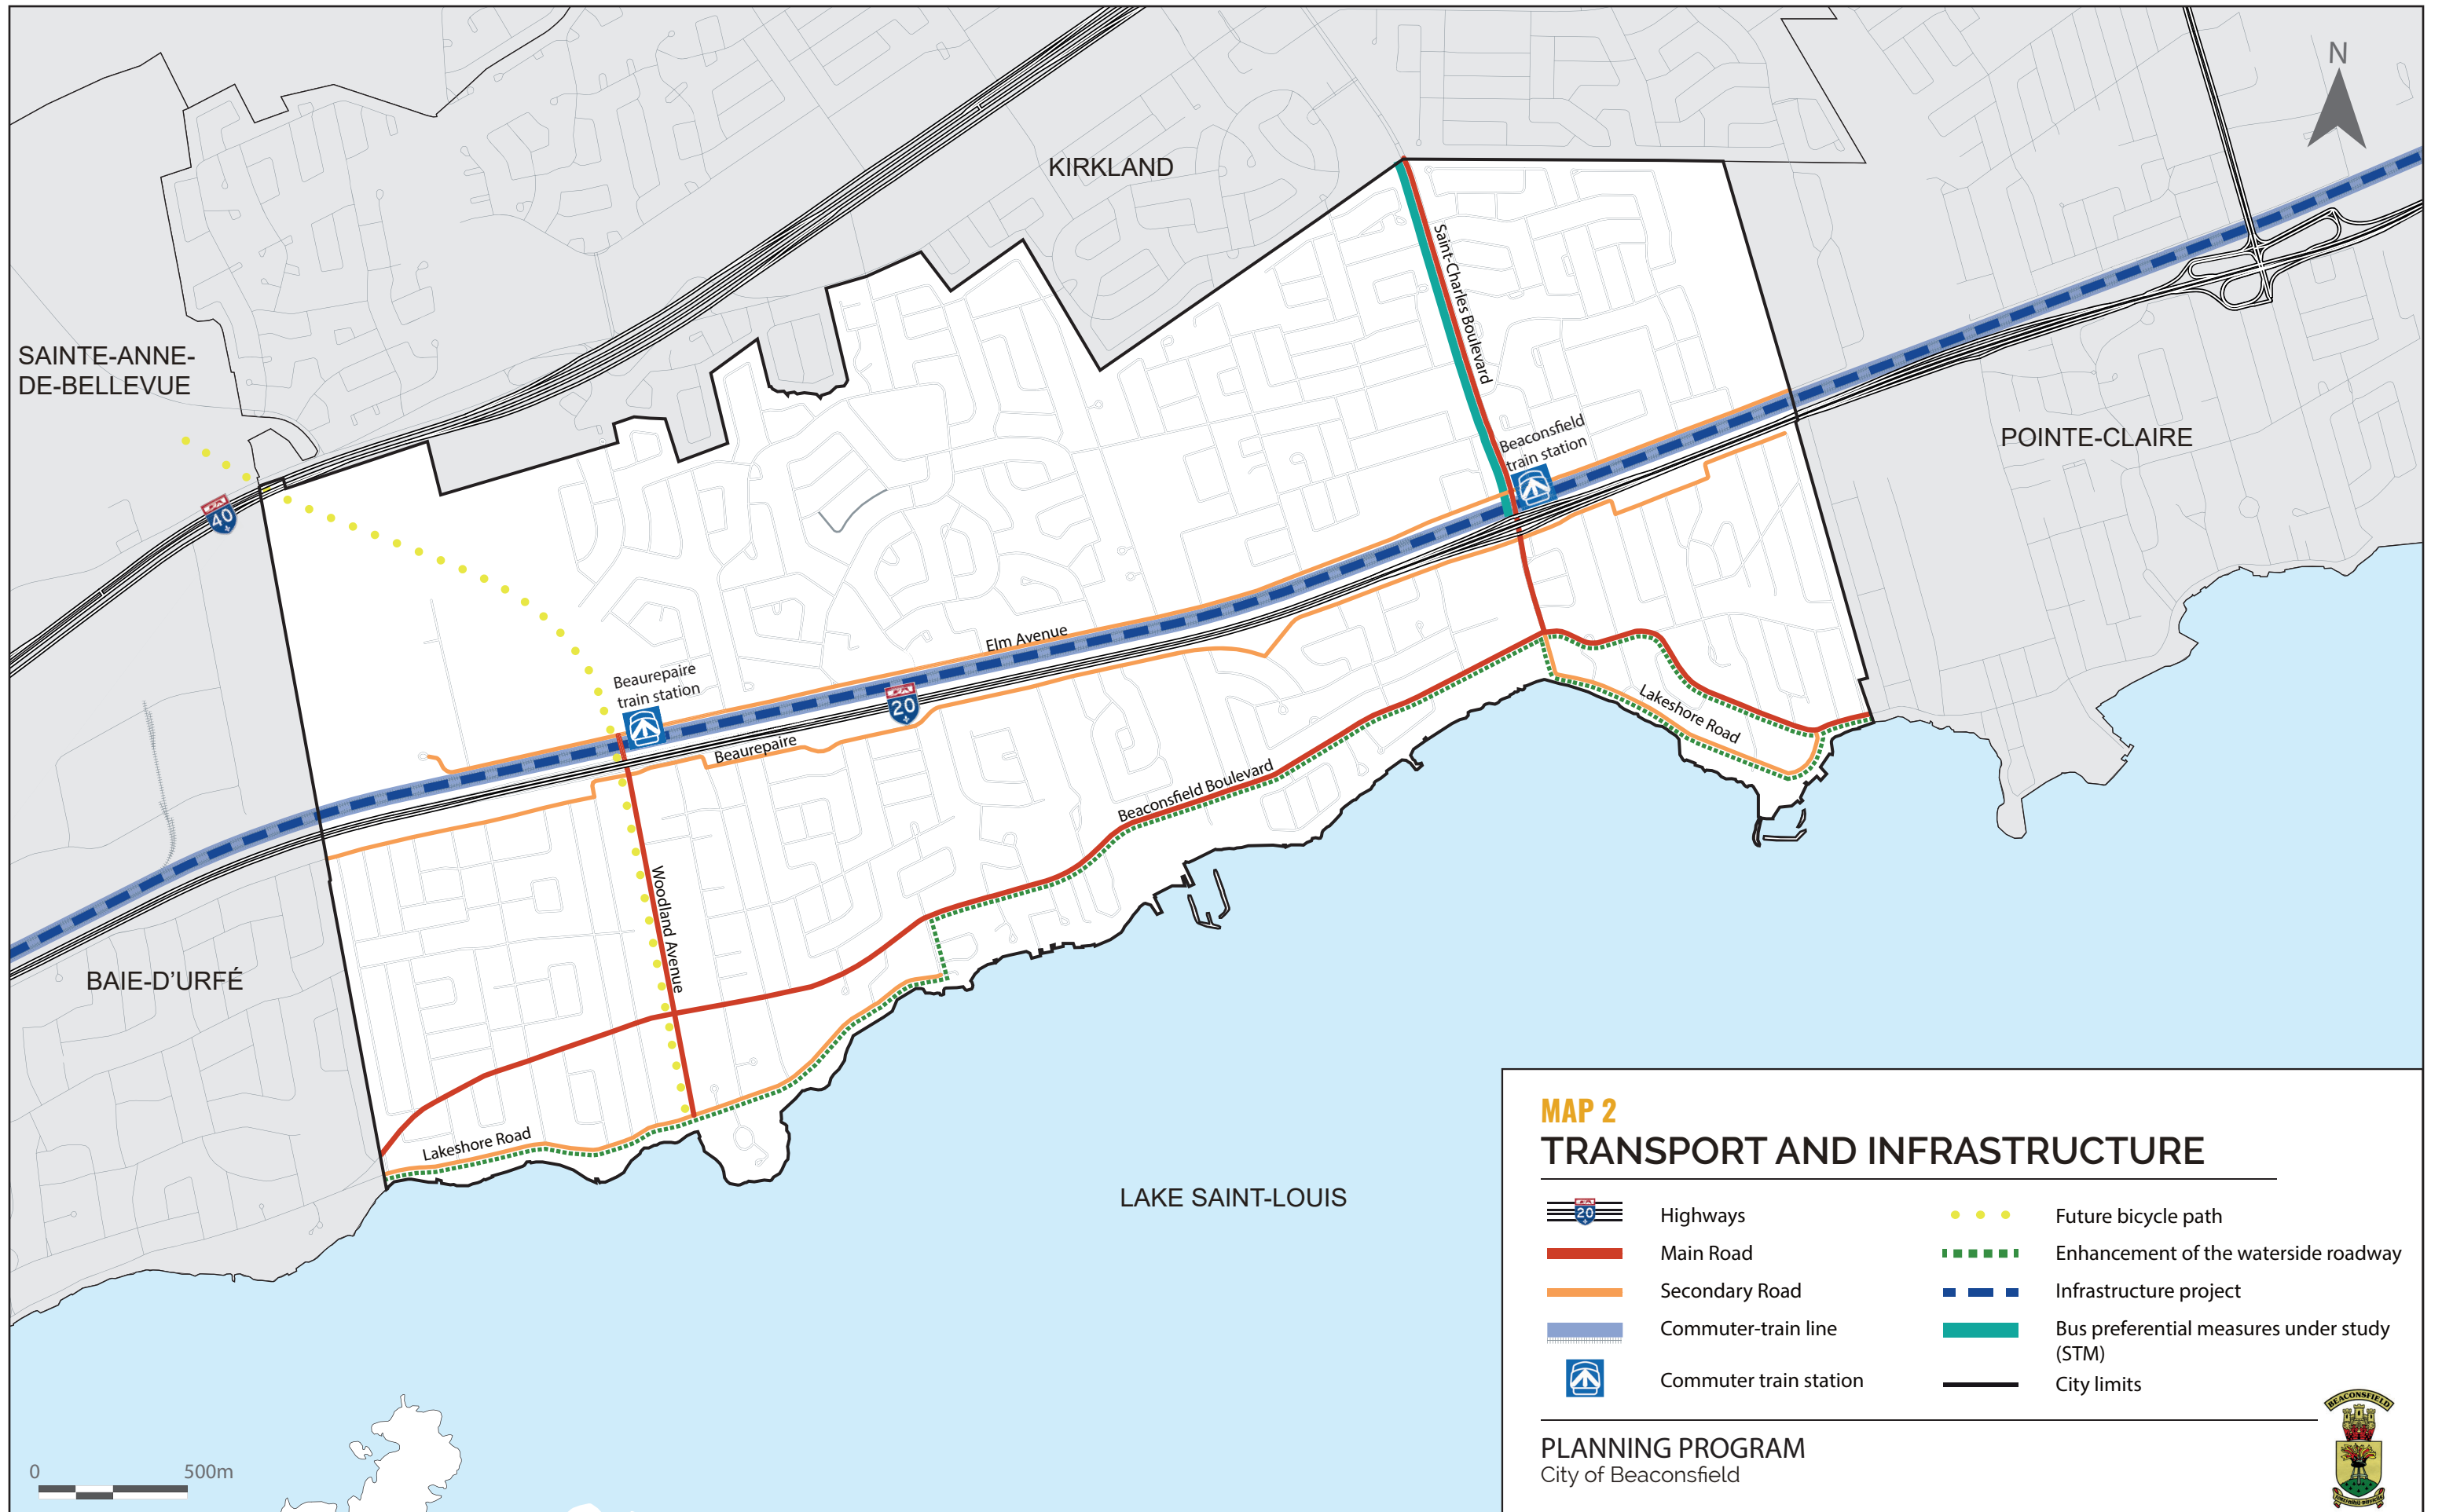 N
KIRKLAND
SAINTE-ANNE-
DE-BELLEVUE
40
Saint-Charles Boulevard
Beaconsfield
train station
POINTE-CLAIRE
Elm Avenue
Beaurepaire
train station
20
Beaurepaire
Lakeshore Road
Beaconsfield Boulevard
Woodland Avenue
BAIE-D'URFÉ
Lakeshore Road
LAKE SAINT-LOUIS
0 500m
MAP 2
TRANSPORT AND INFRASTRUCTURE
20
Highways
Main Road
Secondary Road
Commuter-train line
Commuter train station
Future bicycle path
Enhancement of the waterside roadway
Infrastructure project
Bus preferential measures under study
(STM)
City limits
PLANNING PROGRAM
City of Beaconsfield
BEACONSFIELD